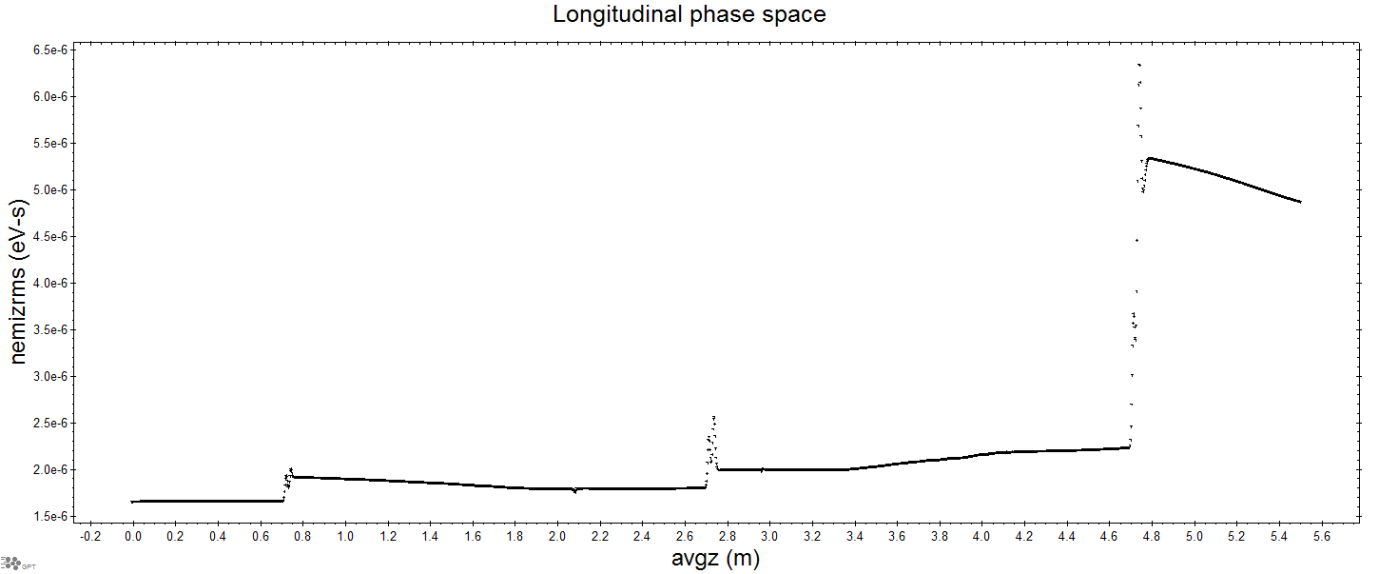 Longitudinal phase space
6.5e-6
6.0e-6
5.5e-6
5.0e-6
4.5e-6
4.0e-6
3.5e-6
3.0e-6
2.5e-6
2.0e-6
1.5e-6
nemizrms (eV-s)
-0.2 0.0 0.2 0.4 0.6 0.8 1.0 1.2 1.4 1.6 1.8 2.0 2.2 2.4 2.6 2.8 3.0 3.2 3.4 3.6 3.8 4.0 4.2 4.4 4.6 4.8 5.0 5.2 5.4 5.6
avgz (m)
GPT